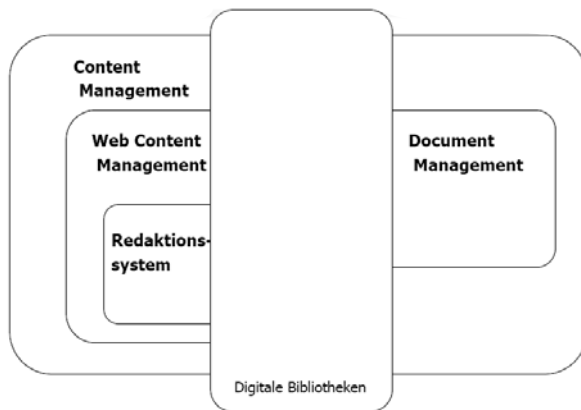 Content
Management
Web Content
Management
Document
Management
Redaktions-
system
Digitale Bibliotheken